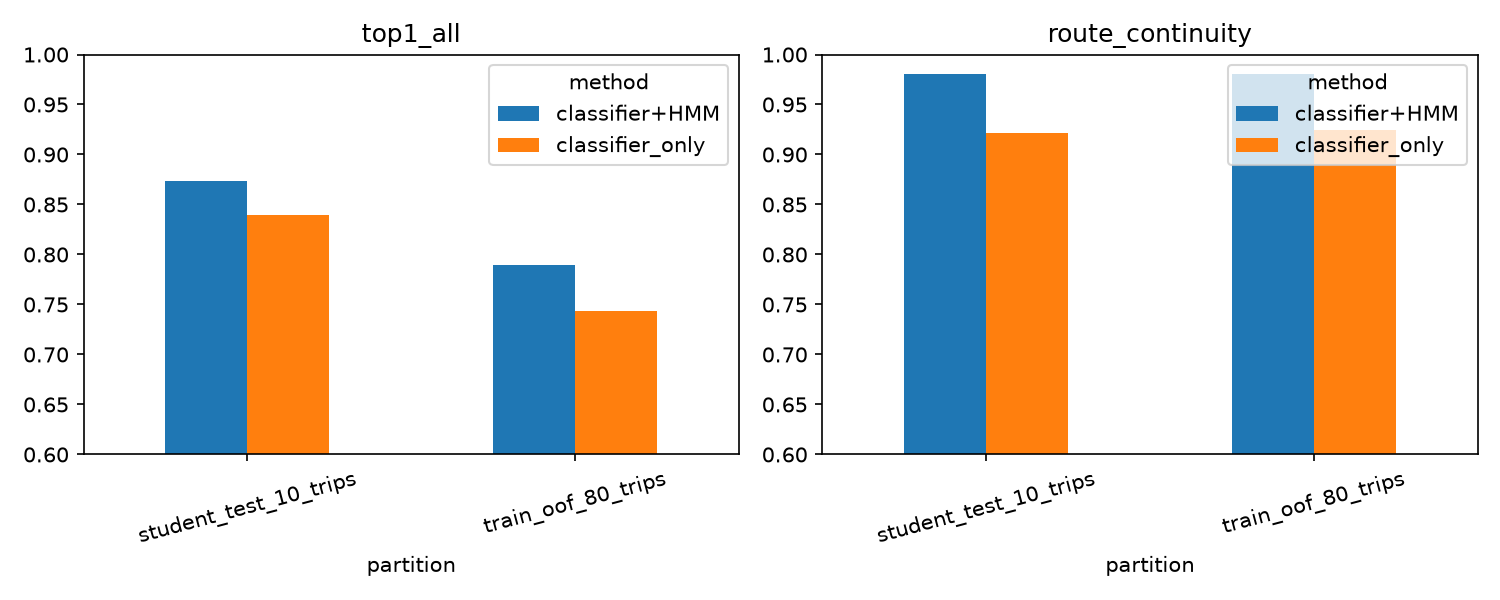 top1_all
1.00
0.95
0.90
0.85
0.80
0.75
0.70
0.65
0.60
method
classifier+HMM
classifier_only
student_test_10_trips
train_oof_80_trips
partition
route_continuity
1.00
0.95
0.90
0.85
0.80
0.75
0.70
0.65
0.60
method
classifier+HMM
classifier_only
student_test_10_trips
train_oof_80_trips
partition